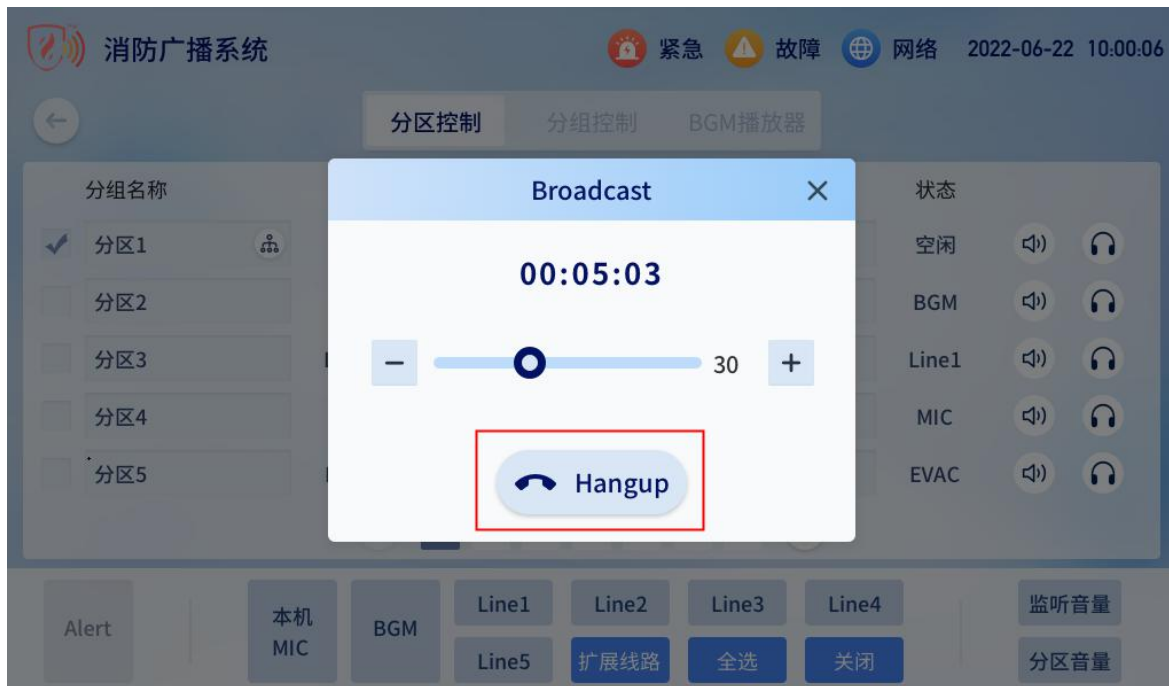 消防广播系统 紧急 故障 网络 2022-06-22 10:00:06
分区控制 分组控制 BGM播放器
分组名称 状态
Broadcast
00:05:03
30
Hangup
分区1 空闲
分区2 BGM
分区3 Line1
分区4 MIC
分区5 EVAC
Alert
本机
MIC
BGM
Line1 Line2 Line3 Line4
Line5 扩展线路 全选 关闭
监听音量
分区音量